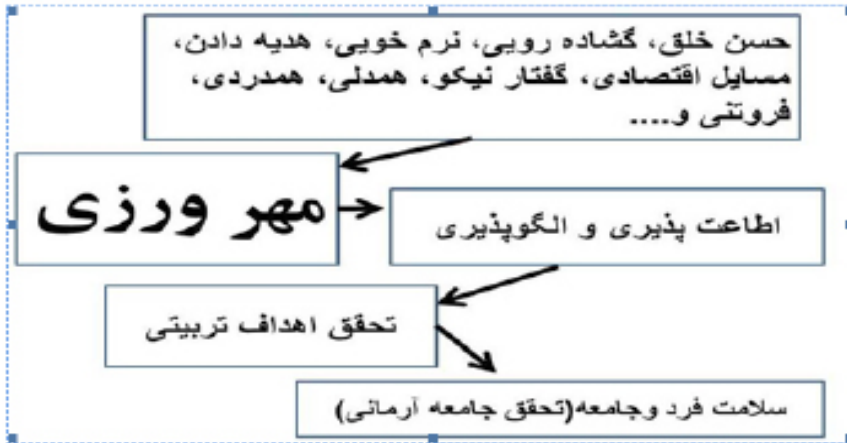 حسن خلق، گشاده رویی، نرم خویی، هدیه دادن،
مسایل اقتصادی، گفتار نیکو، همدلی، همدردی،
فروتنی و....
مهر ورزی
اطاعت پذیری و الگوپذیری
تحقق اهداف تربیتی
سلامت فرد وجامعه(تحقق جامعه آرمانی)